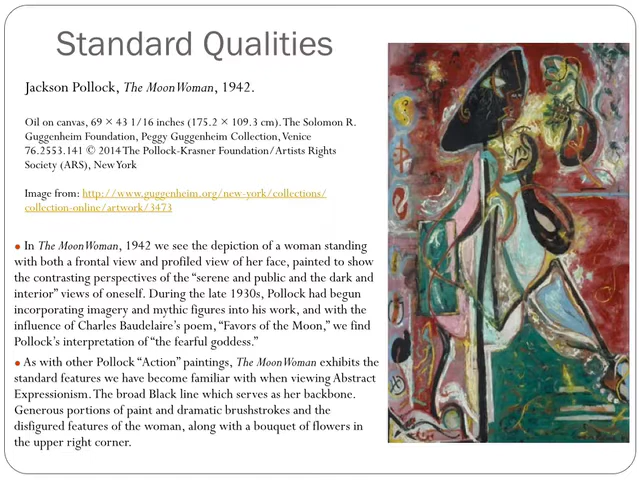 Standard Qualities
Jackson Pollock, The Moon Woman, 1942.
Oil on canvas, 69 × 43 1/16 inches (175.2 × 109.3 cm). The Solomon R.
Guggenheim Foundation, Peggy Guggenheim Collection, Venice
76.2553.141 © 2014 The Pollock-Krasner Foundation/Artists Rights
Society (ARS), New York
Image from: http://www.guggenheim.org/new-york/collections/
collection-online/artwork/3473
• In The Moon Woman, 1942 we see the depiction of a woman standing
with both a frontal view and profiled view of her face, painted to show
the contrasting perspectives of the “serene and public and the dark and
interior” views of oneself. During the late 1930s, Pollock had begun
incorporating imagery and mythic figures into his work, and with the
influence of Charles Baudelaire’s poem, “Favors of the Moon,” we find
Pollock’s interpretation of “the fearful goddess.”
• As with other Pollock “Action” paintings, The Moon Woman exhibits the
standard features we have become familiar with when viewing Abstract
Expressionism. The broad Black line which serves as her backbone.
Generous portions of paint and dramatic brushstrokes and the
disfigured features of the woman, along with a bouquet of flowers in
the upper right corner.